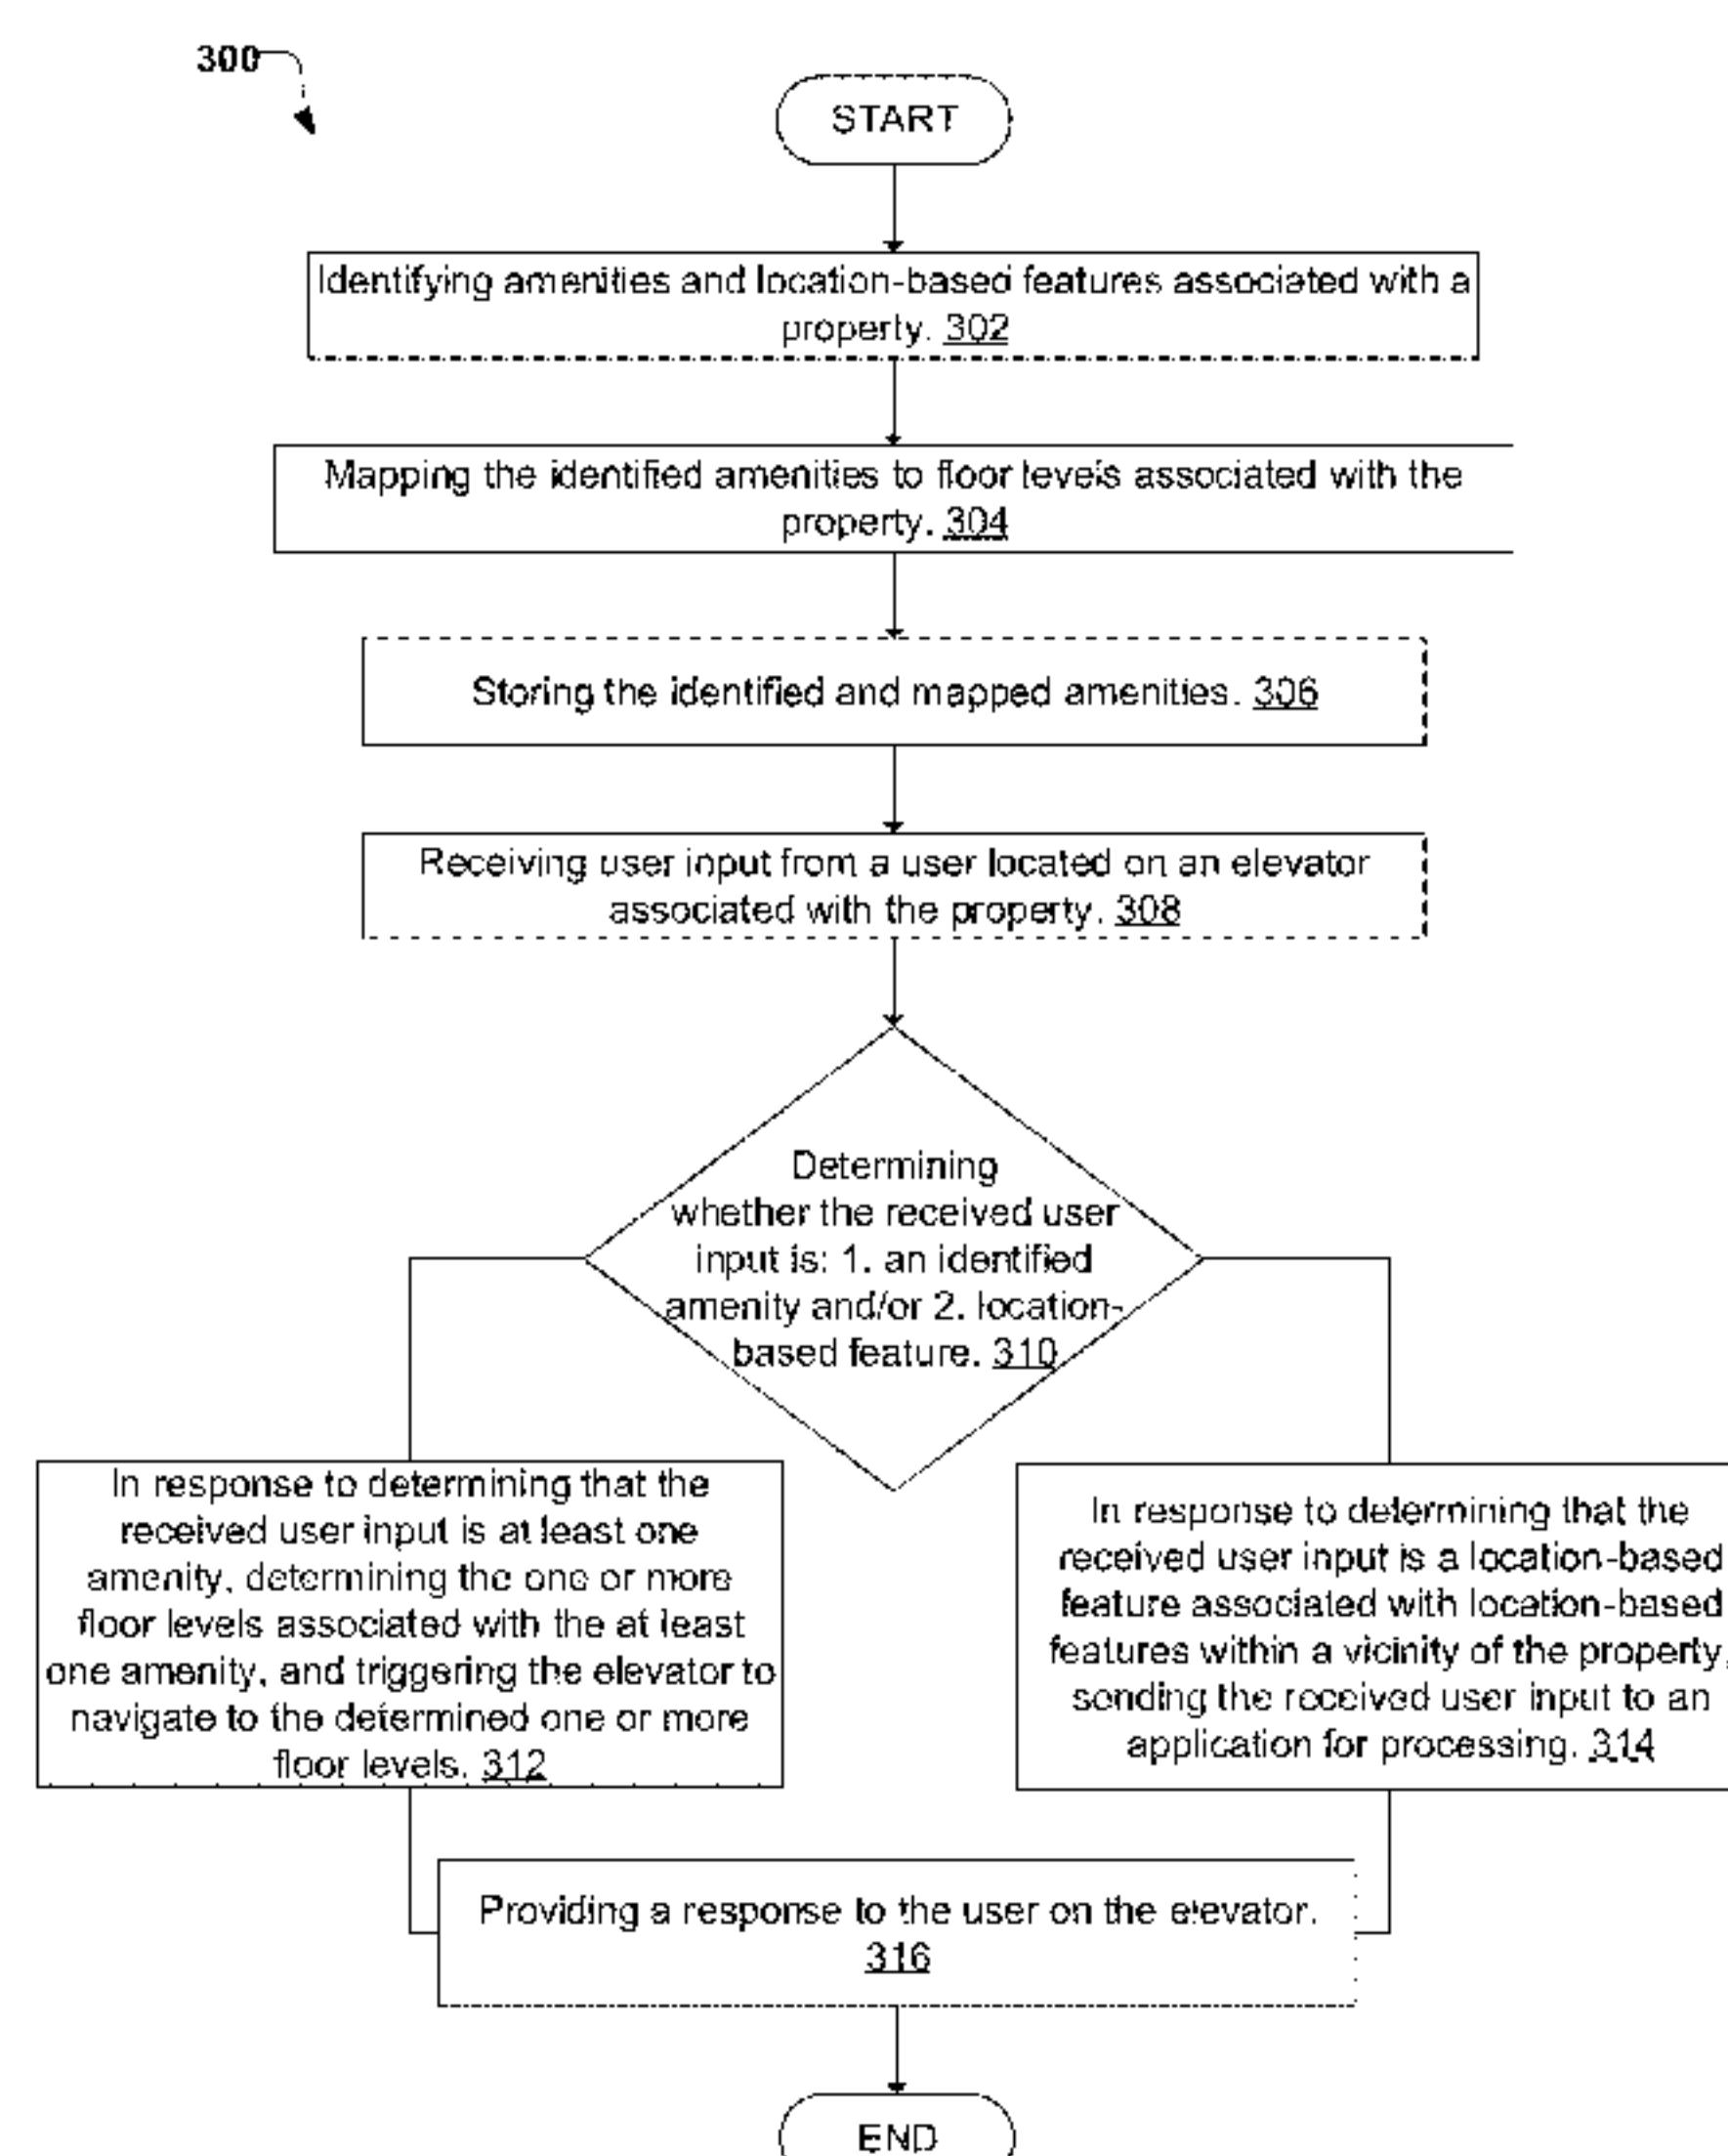 300
START
Identifying amenities and location-based features associated with a
property. 302
Mapping the identified amenities to floor levels associated with the
property. 304
Storing the identified and mapped amenities. 306
Receiving user input from a user located on an elevator
associated with the property. 308
Determining
whether the received user
input is: 1. an identified
amenity and/or 2. location-
based feature. 310
In response to determining that the
received user input is at least one
amenity, determining the one or more
floor levels associated with the at least
one amenity, and triggering the elevator to
navigate to the determined one or more
floor levels. 312
In response to determining that the
received user input is a location-based
feature associated with location-based
features within a vicinity of the property,
sending the received user input to an
application for processing. 314
Providing a response to the user on the elevator.
316
END